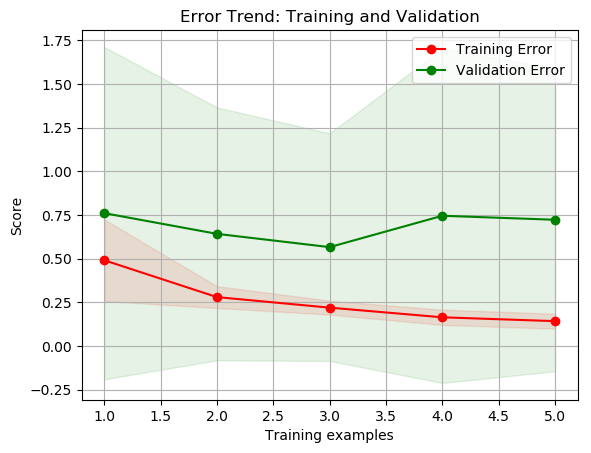 Error Trend: Training and Validation
Training Error
Validation Error
Score
1.75
1.50
1.25
1.00
0.75
0.50
0.25
0.00
−0.25
1.0 1.5 2.0 2.5 3.0 3.5 4.0 4.5 5.0
Training examples